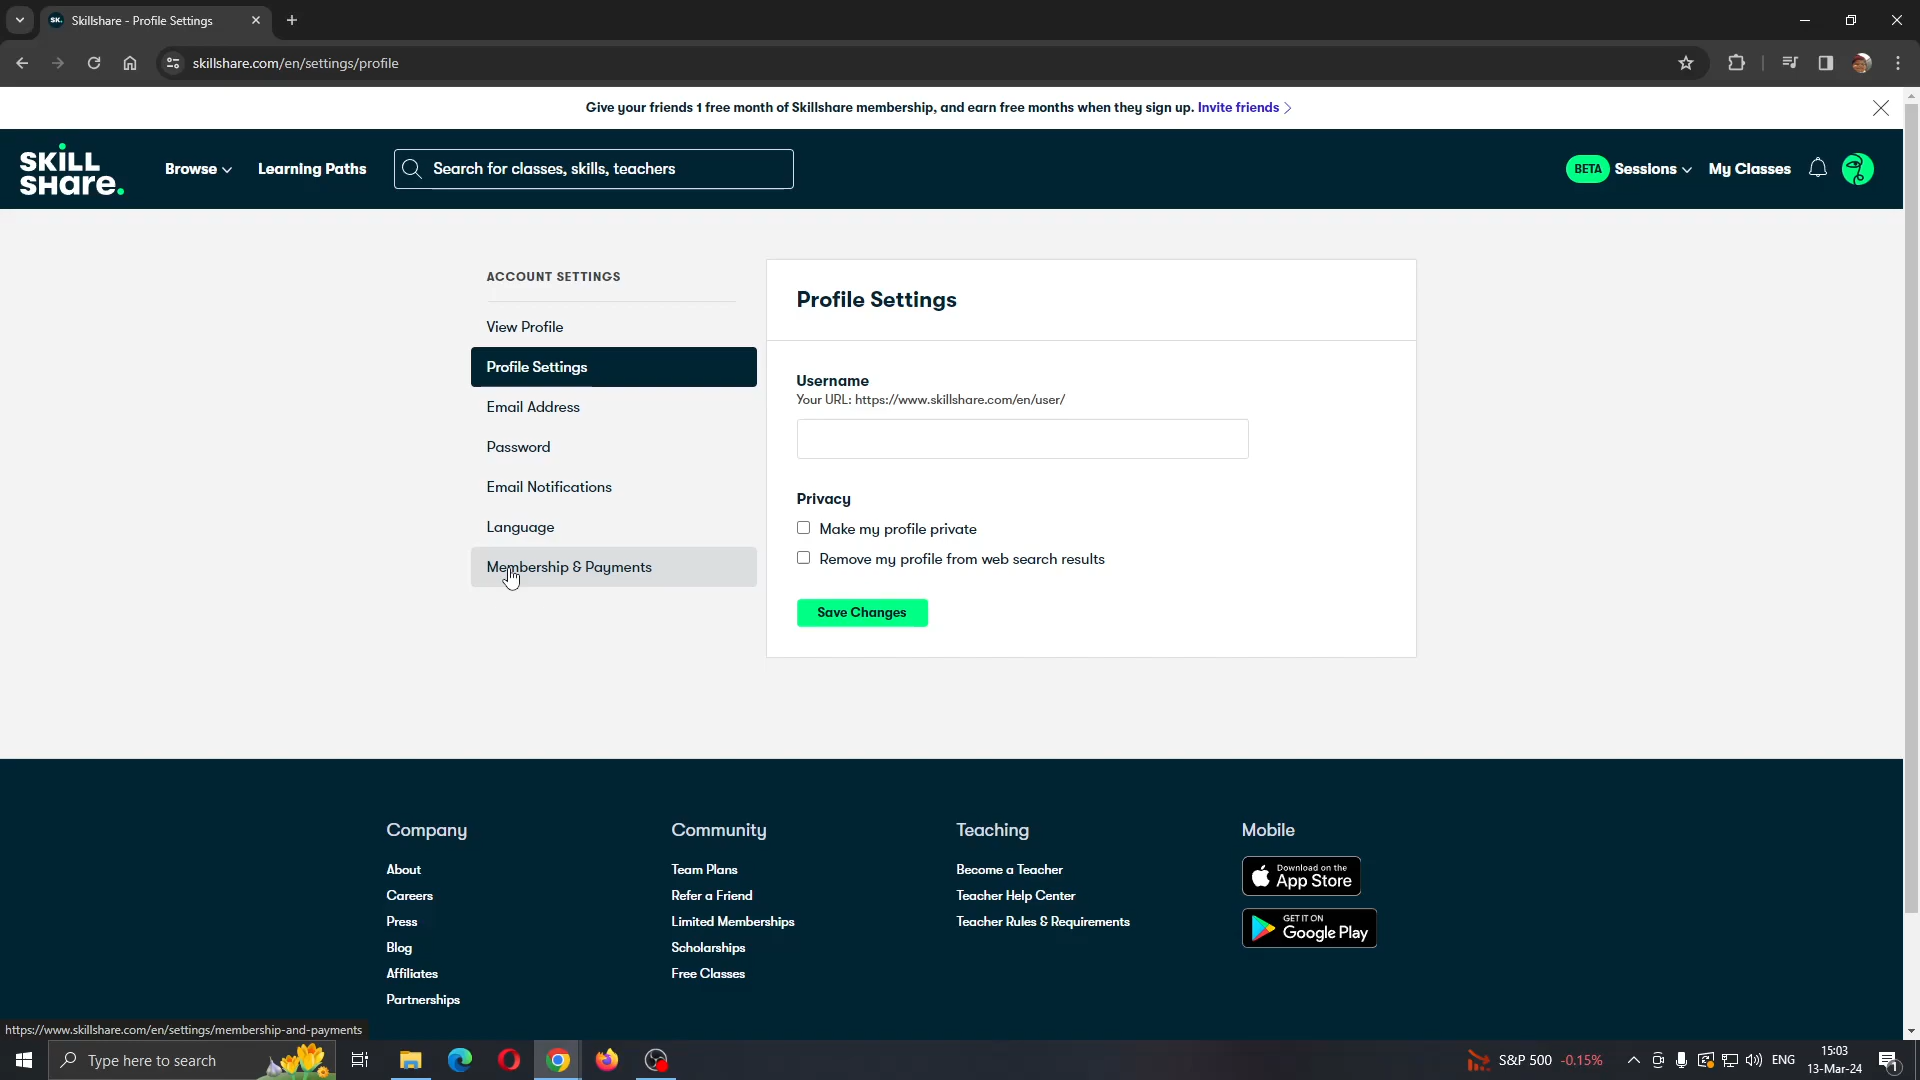 SK.
Skillshare - Profile Settings
skillshare.com/en/settings/profile
Give your friends 1 free month of Skillshare membership, and earn free months when they sign up. Invite friends
SKILL
SHARE.
Browse
Learning Paths
Search for classes, skills, teachers
BETA
Sessions
My Classes
ACCOUNT SETTINGS
View Profile
Profile Settings
Email Address
Password
Email Notifications
Language
Membership & Payments
Profile Settings
Username
Your URL: https://www.skillshare.com/en/user/
Privacy
Make my profile private
Remove my profile from web search results
Save Changes
Company
About
Careers
Press
Blog
Affiliates
Partnerships
Community
Team Plans
Refer a Friend
Limited Memberships
Scholarships
Free Classes
Teaching
Become a Teacher
Teacher Help Center
Teacher Rules & Requirements
Mobile
Download on the
App Store
GET IT ON
Google Play
https://www.skillshare.com/en/settings/membership-and-payments
Type here to search
S&P 500 -0.15%
ENG
15:03
13-Mar-24
1